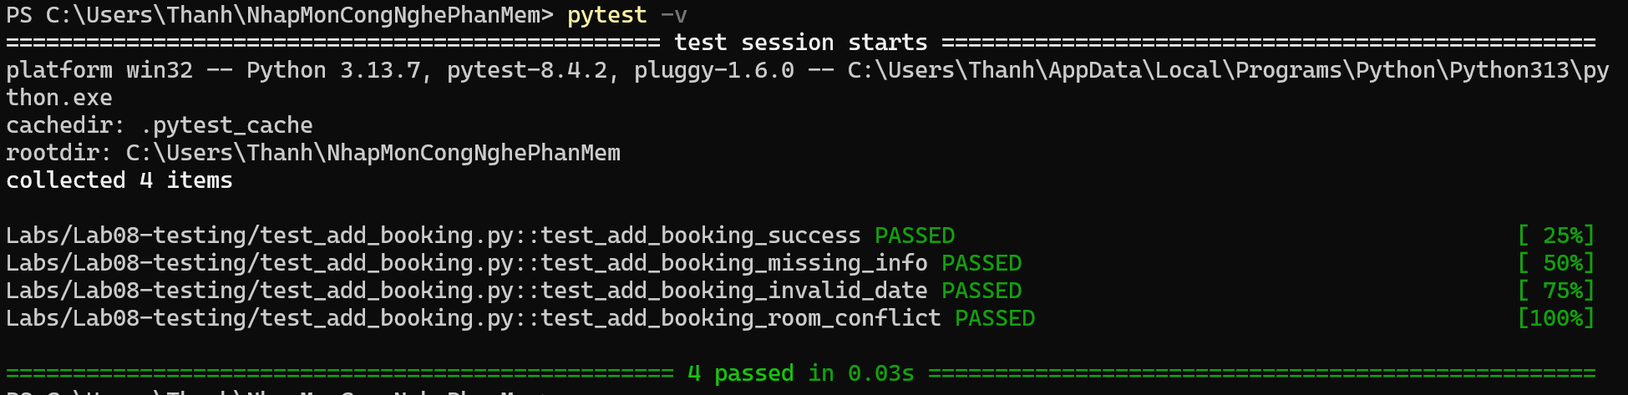 PS C:\Users\Thanh\NhapMonCongNghePhanMem> pytest -v
================================================= test session starts =================================================
platform win32 -- Python 3.13.7, pytest-8.4.2, pluggy-1.6.0 -- C:\Users\Thanh\AppData\Local\Programs\Python\Python313\py
thon.exe
cachedir: .pytest_cache
rootdir: C:\Users\Thanh\NhapMonCongNghePhanMem
collected 4 items
Labs/Lab08-testing/test_add_booking.py::test_add_booking_success PASSED [ 25%]
Labs/Lab08-testing/test_add_booking.py::test_add_booking_missing_info PASSED [ 50%]
Labs/Lab08-testing/test_add_booking.py::test_add_booking_invalid_date PASSED [ 75%]
Labs/Lab08-testing/test_add_booking.py::test_add_booking_room_conflict PASSED [100%]
================================================== 4 passed in 0.03s ==================================================